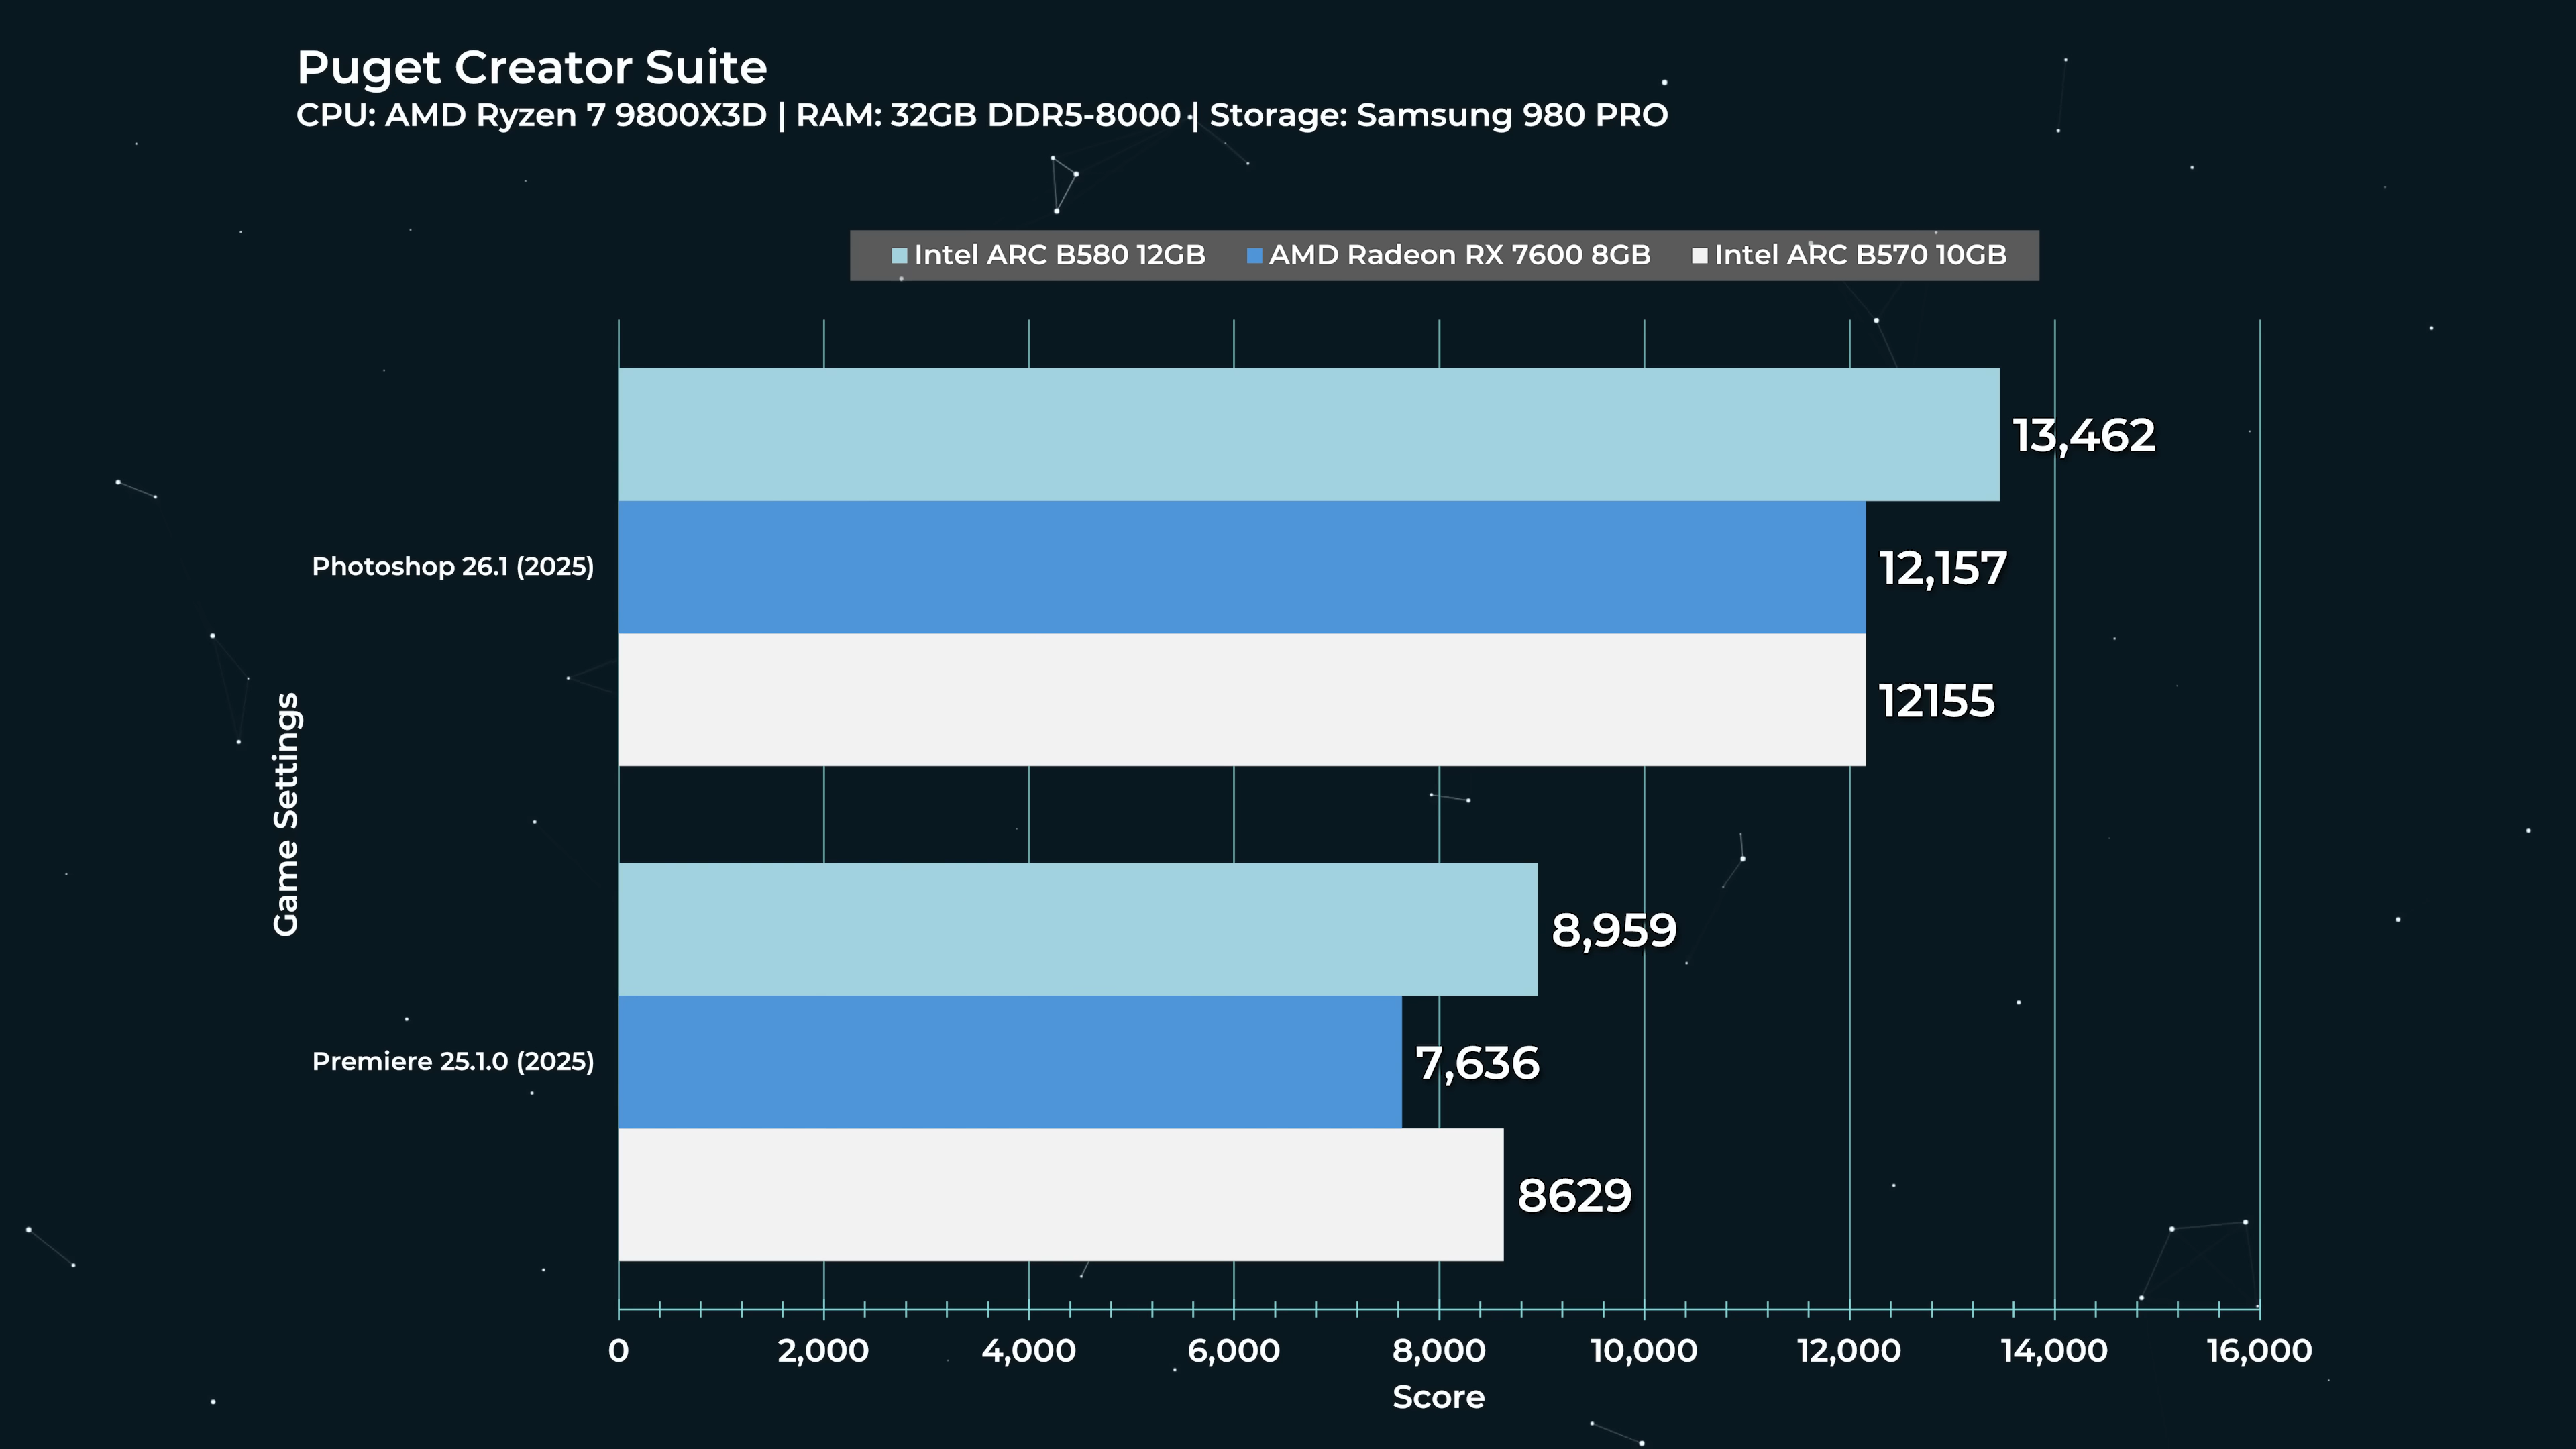 Puget Creator Suite
CPU: AMD Ryzen 7 9800X3D | RAM: 32GB DDR5-8000 | Storage: Samsung 980 PRO
Intel ARC B580 12GB AMD Radeon RX 7600 8GB Intel ARC B570 10GB
13,462
Photoshop 26.1 (2025)
12,157
12155
Game Settings
8,959
Premiere 25.1.0 (2025)
7,636
8629
0 2,000 4,000 6,000 8,000 10,000 12,000 14,000 16,000
Score